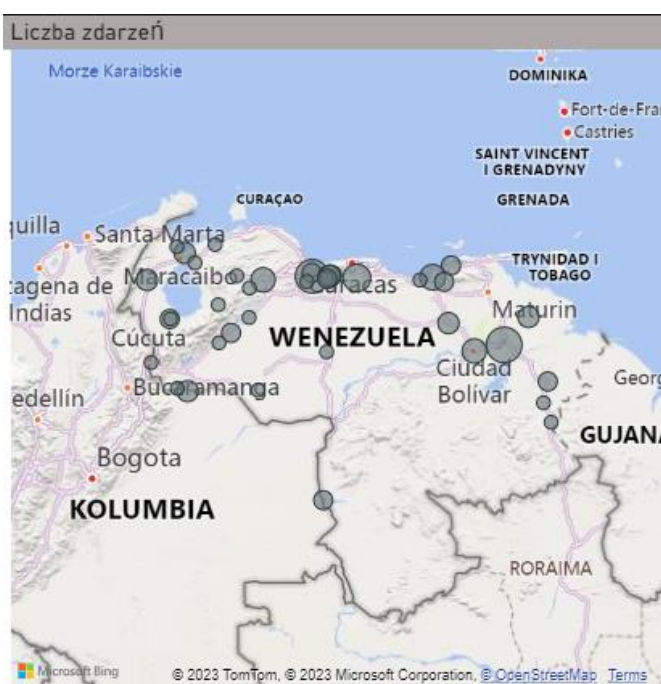 Liczba zdarzeń
Morze Karaibskie
DOMINIKA
Fort-de-Fra
Castries
SAINT VINCENT
I GRENADYNY
CURAÇAO
GRENADA
quilla
Santa Marta
TRYNIDAD I
TOBAGO
Maracaibo
tagena de
Indias
Caracas
Maturin
Cúcuta
WENEZUELA
Ciudad
Bolívar
Georg
Bucaramanga
edellín
GUJANA
Bogota
KOLUMBIA
RORAIMA
Microsoft Bing
© 2023 TomTom, © 2023 Microsoft Corporation, © OpenStreetMap Terms